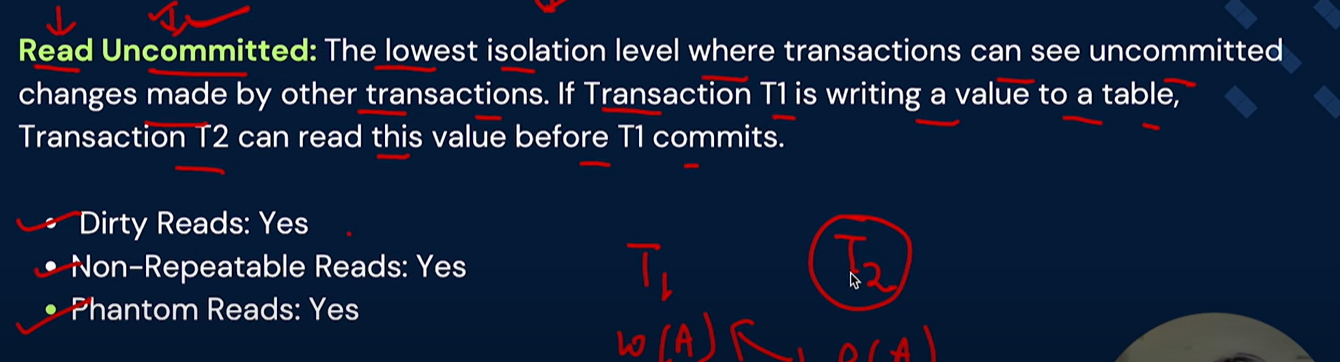 Read Uncommitted: The lowest isolation level where transactions can see uncommitted
changes made by other transactions. If Transaction T1 is writing a value to a table,
Transaction T2 can read this value before T1 commits.
• Dirty Reads: Yes
• Non-Repeatable Reads: Yes
• Phantom Reads: Yes
T1 T2
W(A) R(A)